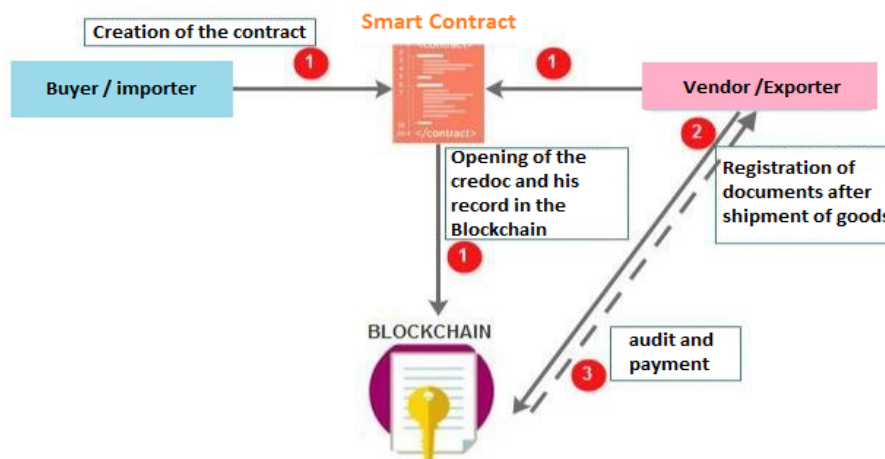 Smart Contract
Creation of the contract
1
1
Buyer / importer
Vendor /Exporter
</contract>
2
Opening of the
credoc and his
record in the
Blockchain
Registration of
documents after
shipment of goods
1
BLOCKCHAIN
audit and
payment
3